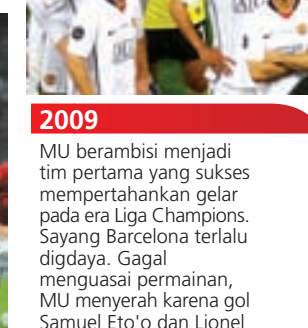 2009
MU berambisi menjadi
tim pertama yang sukses
mempertahankan gelar
pada era Liga Champions.
Sayang Barcelona terlalu
digdaya. Gagal
menguasai permainan,
MU menyerah karena gol
Samuel Eto'o dan Lionel